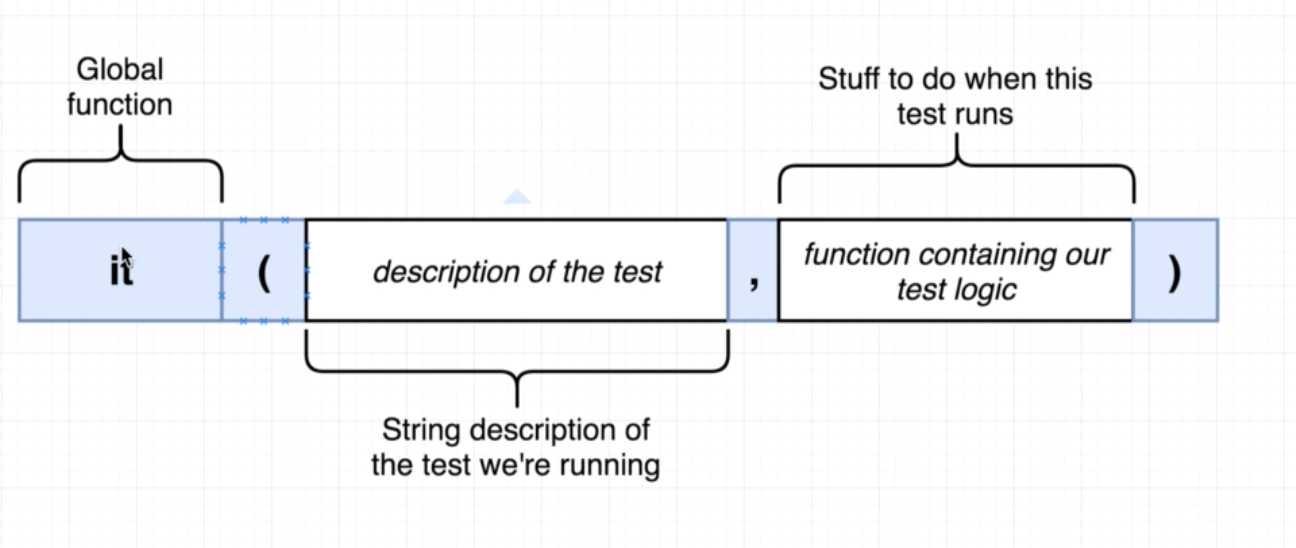 Global
function
Stuff to do when this
test runs
it ( description of the test , function containing our
test logic )
String description of
the test we're running